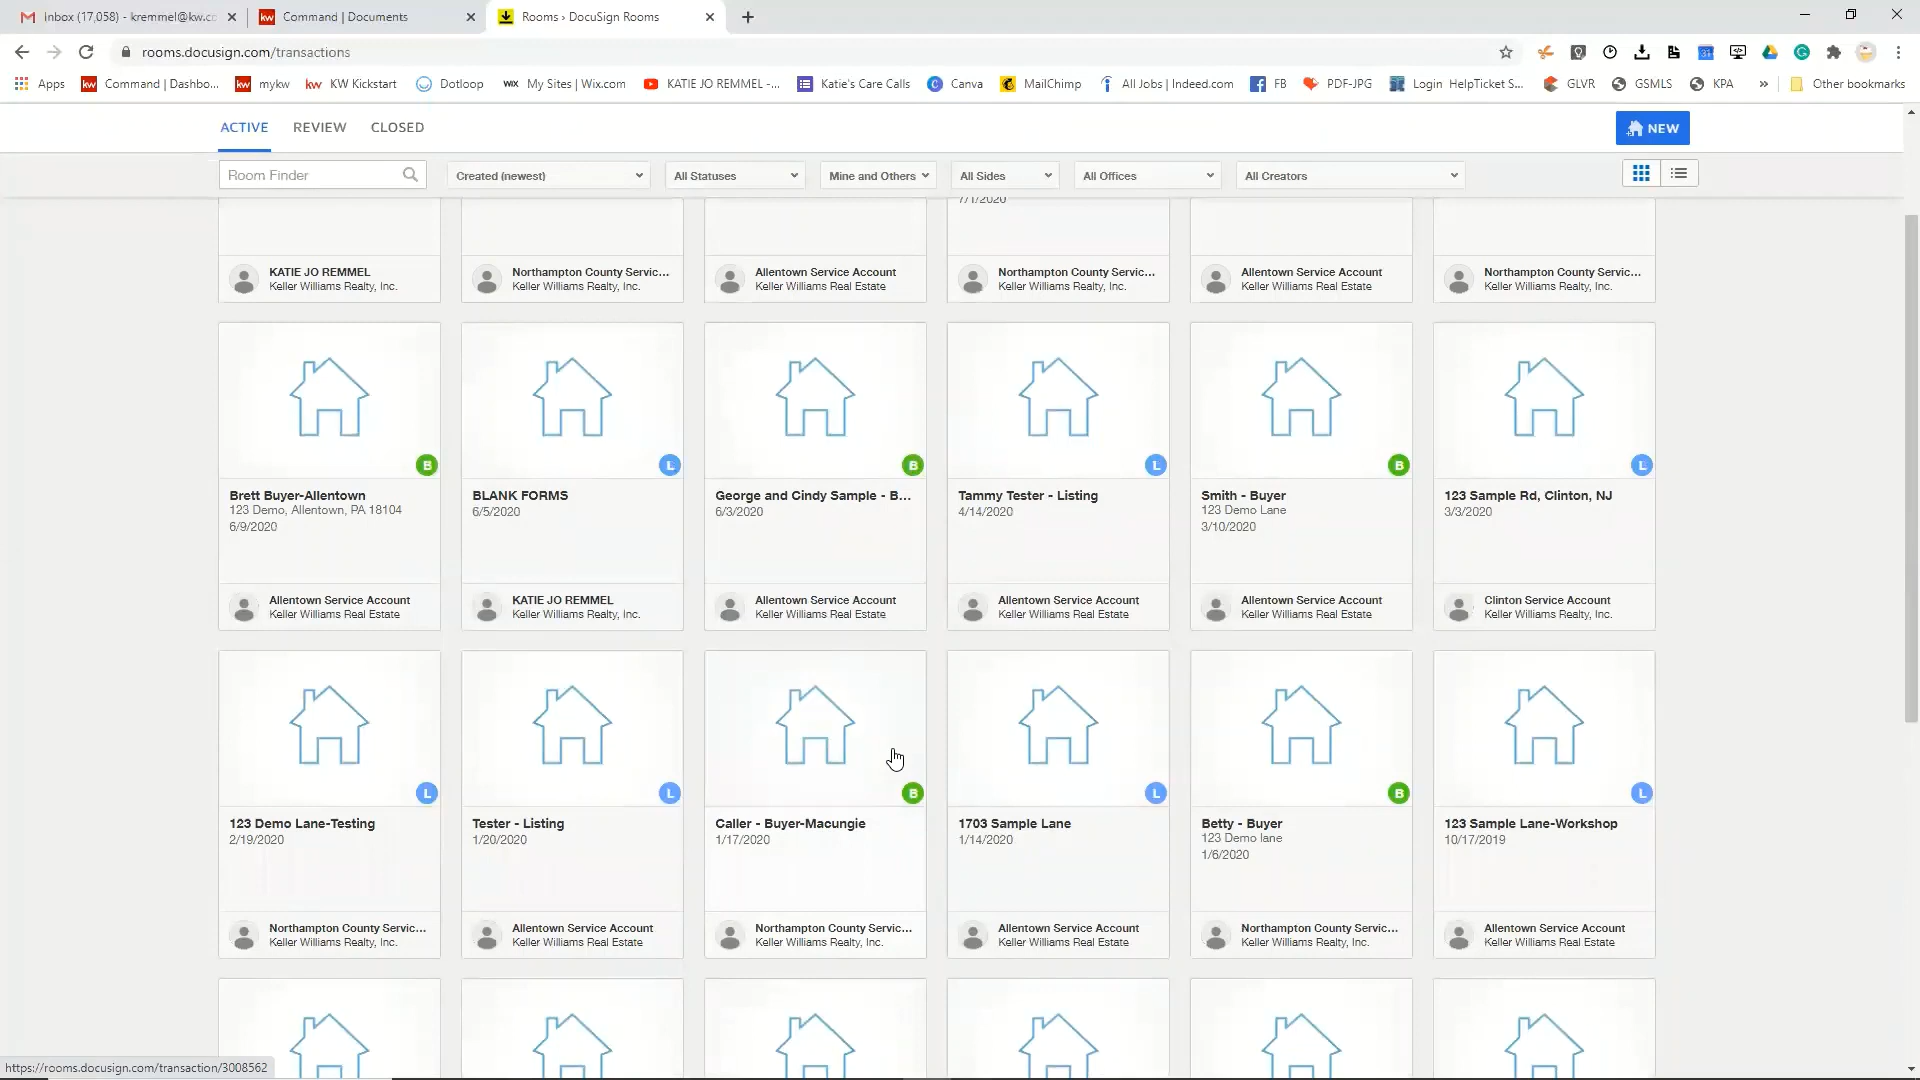 Inbox (17,058) - kremmel@kw.co
Command | Documents
Rooms › DocuSign Rooms
rooms.docusign.com/transactions
Apps
Command | Dashbo...
mykw
KW Kickstart
Dotloop
My Sites | Wix.com
KATIE JO REMMEL -...
Katie's Care Calls
Canva
MailChimp
All Jobs | Indeed.com
FB
PDF-JPG
Login HelpTicket S...
GLVR
GSMLS
KPA
»
Other bookmarks
ACTIVE
REVIEW
CLOSED
NEW
Room Finder
Created (newest)
All Statuses
Mine and Others
All Sides
All Offices
All Creators
7/1/2020
KATIE JO REMMEL
Keller Williams Realty, Inc.
Northampton County Servic...
Keller Williams Realty, Inc.
Allentown Service Account
Keller Williams Real Estate
Northampton County Servic...
Keller Williams Realty, Inc.
Allentown Service Account
Keller Williams Real Estate
Northampton County Servic...
Keller Williams Realty, Inc.
B
Brett Buyer-Allentown
123 Demo, Allentown, PA 18104
6/9/2020
Allentown Service Account
Keller Williams Real Estate
L
BLANK FORMS
6/5/2020
KATIE JO REMMEL
Keller Williams Realty, Inc.
B
George and Cindy Sample - B...
6/3/2020
Allentown Service Account
Keller Williams Real Estate
L
Tammy Tester - Listing
4/14/2020
Allentown Service Account
Keller Williams Real Estate
B
Smith - Buyer
123 Demo Lane
3/10/2020
Allentown Service Account
Keller Williams Real Estate
L
123 Sample Rd, Clinton, NJ
3/3/2020
Clinton Service Account
Keller Williams Realty, Inc.
L
123 Demo Lane-Testing
2/19/2020
Northampton County Servic...
Keller Williams Realty, Inc.
L
Tester - Listing
1/20/2020
Allentown Service Account
Keller Williams Real Estate
B
Caller - Buyer-Macungie
1/17/2020
Northampton County Servic...
Keller Williams Realty, Inc.
L
1703 Sample Lane
1/14/2020
Allentown Service Account
Keller Williams Real Estate
B
Betty - Buyer
123 Demo lane
1/6/2020
Northampton County Servic...
Keller Williams Realty, Inc.
L
123 Sample Lane-Workshop
10/17/2019
Allentown Service Account
Keller Williams Real Estate
https://rooms.docusign.com/transaction/3008562